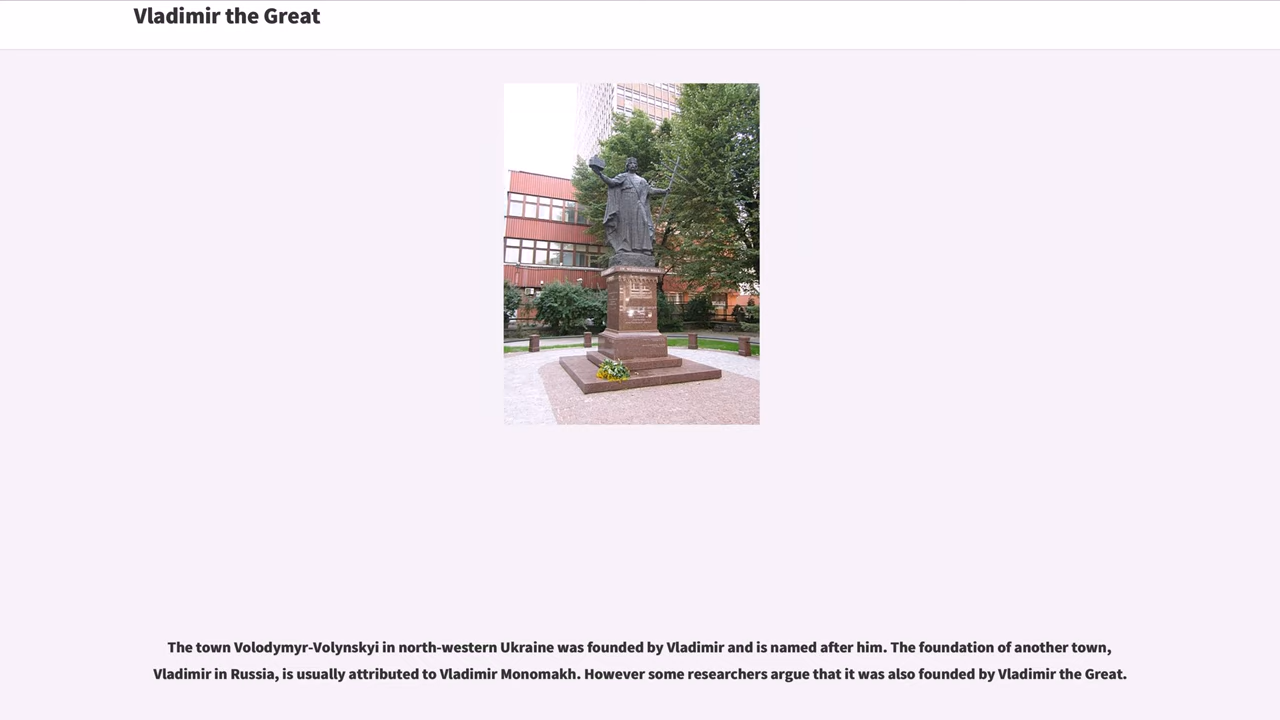 Vladimir the Great
The town Volodymyr-Volynskyi in north-western Ukraine was founded by Vladimir and is named after him. The foundation of another town,
Vladimir in Russia, is usually attributed to Vladimir Monomakh. However some researchers argue that it was also founded by Vladimir the Great.